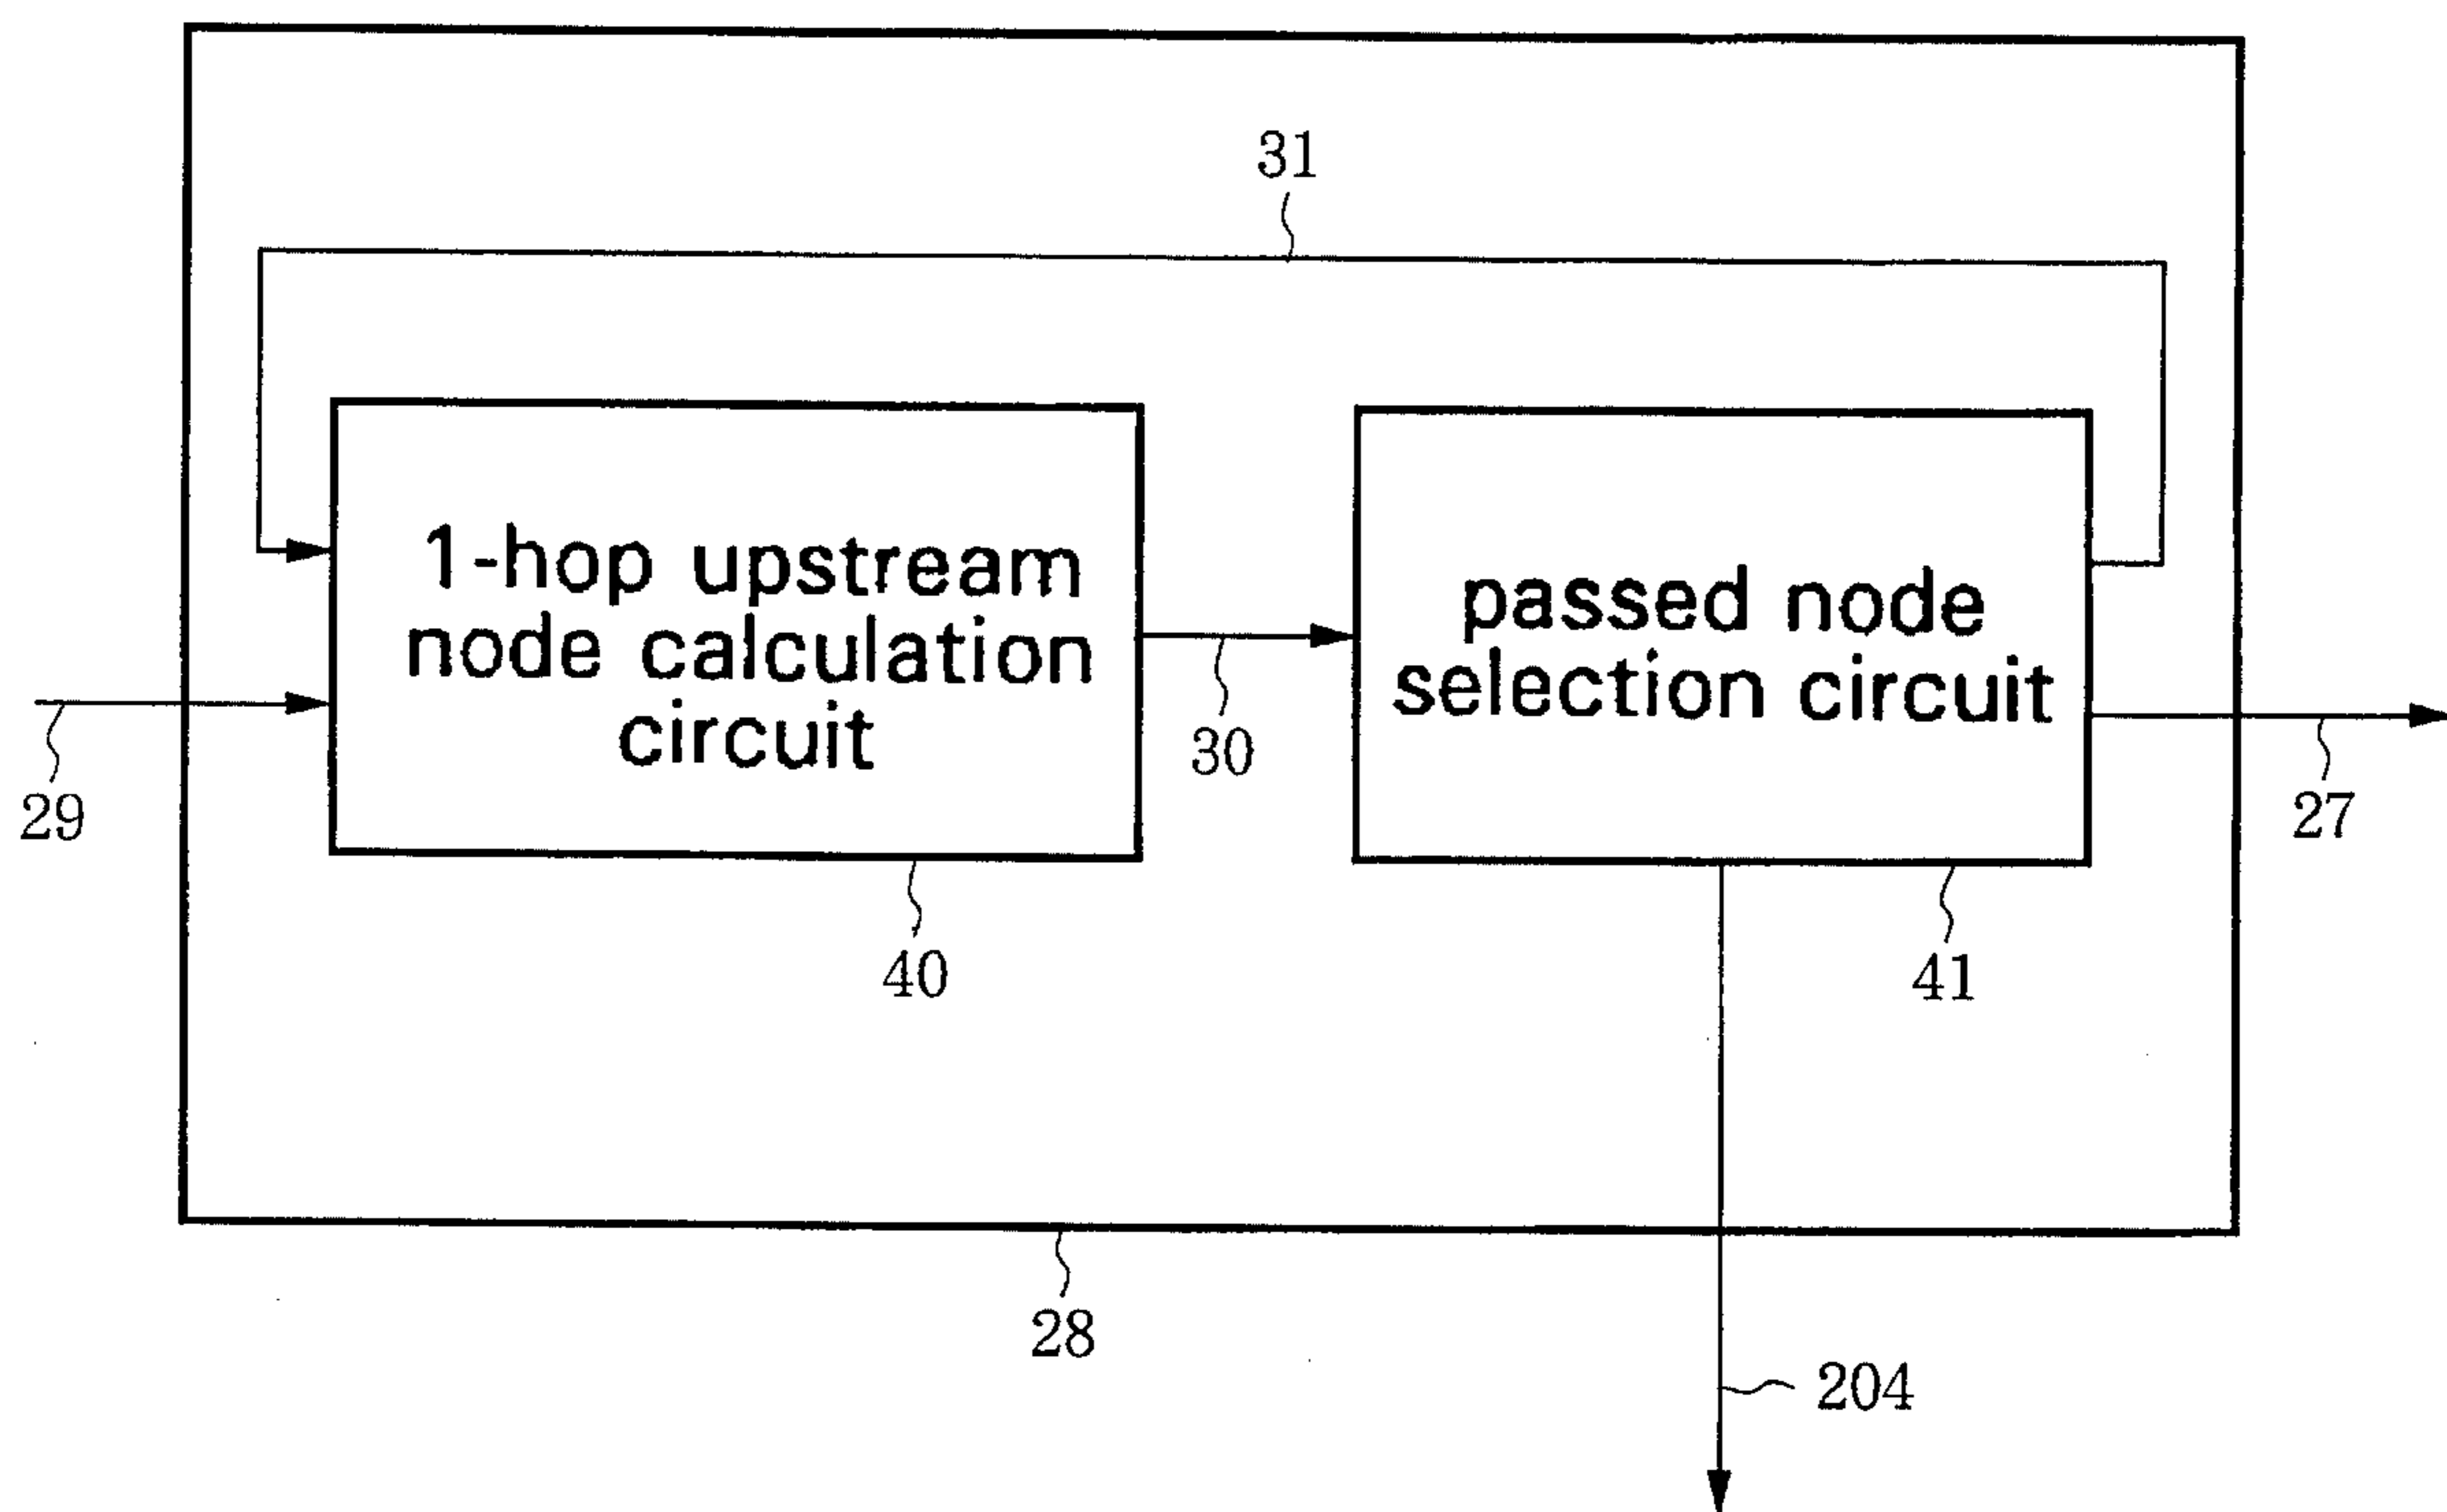 31
1-hop upstream
node calculation
circuit
passed node
selection circuit
29
30
27
40
41
28
204